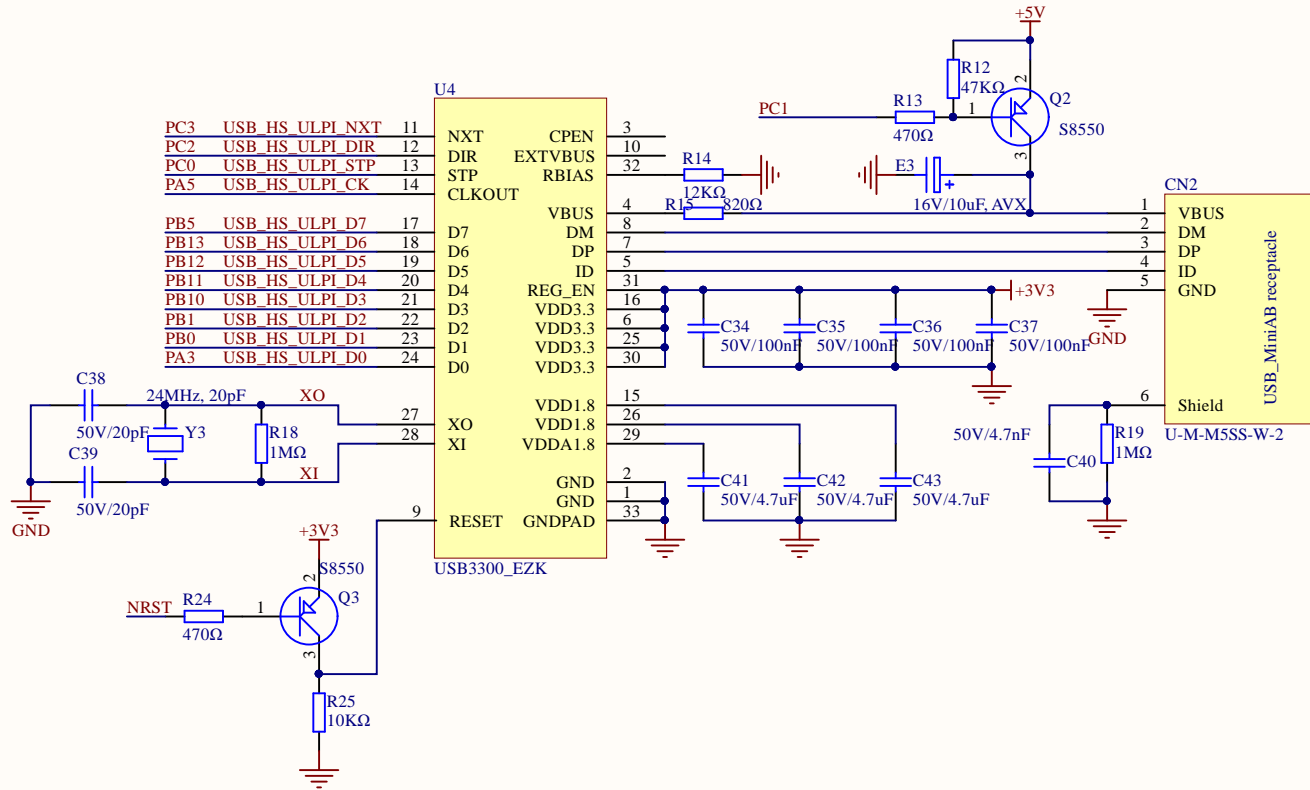 +5V
R12
47KΩ
2
Q2
1
S8550
3
PC1
R13
470Ω
U4
PC3 USB_HS_ULPI_NXT 11 NXT
PC2 USB_HS_ULPI_DIR 12 DIR
PC0 USB_HS_ULPI_STP 13 STP
PA5 USB_HS_ULPI_CK 14 CLKOUT
PB5 USB_HS_ULPI_D7 17 D7
PB13 USB_HS_ULPI_D6 18 D6
PB12 USB_HS_ULPI_D5 19 D5
PB11 USB_HS_ULPI_D4 20 D4
PB10 USB_HS_ULPI_D3 21 D3
PB1 USB_HS_ULPI_D2 22 D2
PB0 USB_HS_ULPI_D1 23 D1
PA3 USB_HS_ULPI_D0 24 D0
27 XO
28 XI
9 RESET
CPEN 3
EXTVBUS 10
RBIAS 32
VBUS 4
DM 8
DP 7
ID 5
REG_EN 31
VDD3.3 16
VDD3.3 6
VDD3.3 25
VDD3.3 30
VDD1.8 15
VDD1.8 26
VDDA1.8 29
GND 2
GND 1
GNDPAD 33
USB3300_EZK
R14
12KΩ
R15 820Ω
E3
+
16V/10uF, AVX
+3V3
C34
50V/100nF
C35
50V/100nF
C36
50V/100nF
C37
50V/100nF
C41
50V/4.7uF
C42
50V/4.7uF
C43
50V/4.7uF
CN2
1 VBUS
2 DM
3 DP
4 ID
5 GND
6 Shield
USB_MiniAB receptacle
U-M-M5SS-W-2
GND
50V/4.7nF
C40
R19
1MΩ
C38
50V/20pF
24MHz, 20pF
XO
Y3
R18
1MΩ
C39
50V/20pF
XI
GND
+3V3
2
S8550
Q3
NRST
R24
470Ω
1
3
R25
10KΩ